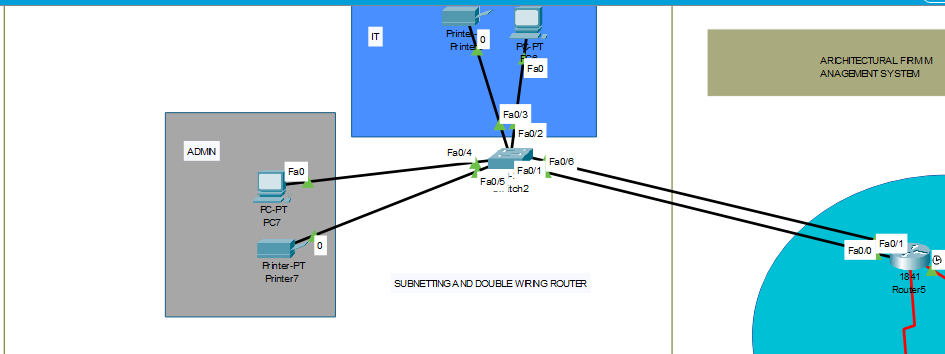 IT
Printer-
Printe
0
PC-PT
Fa0
ARCHITECTURAL FIRM M
ANAGEMENT SYSTEM
Fa0/3
Fa0/2
ADMIN
Fa0/4
Fa0/6
Fa0
Fa0/1
Fa0/5
tch2
PC-PT
PC7
0
Fa0/1
Fa0/0
Printer-PT
Printer7
1841
Router5
SUBNETTING AND DOUBLE WIRING ROUTER